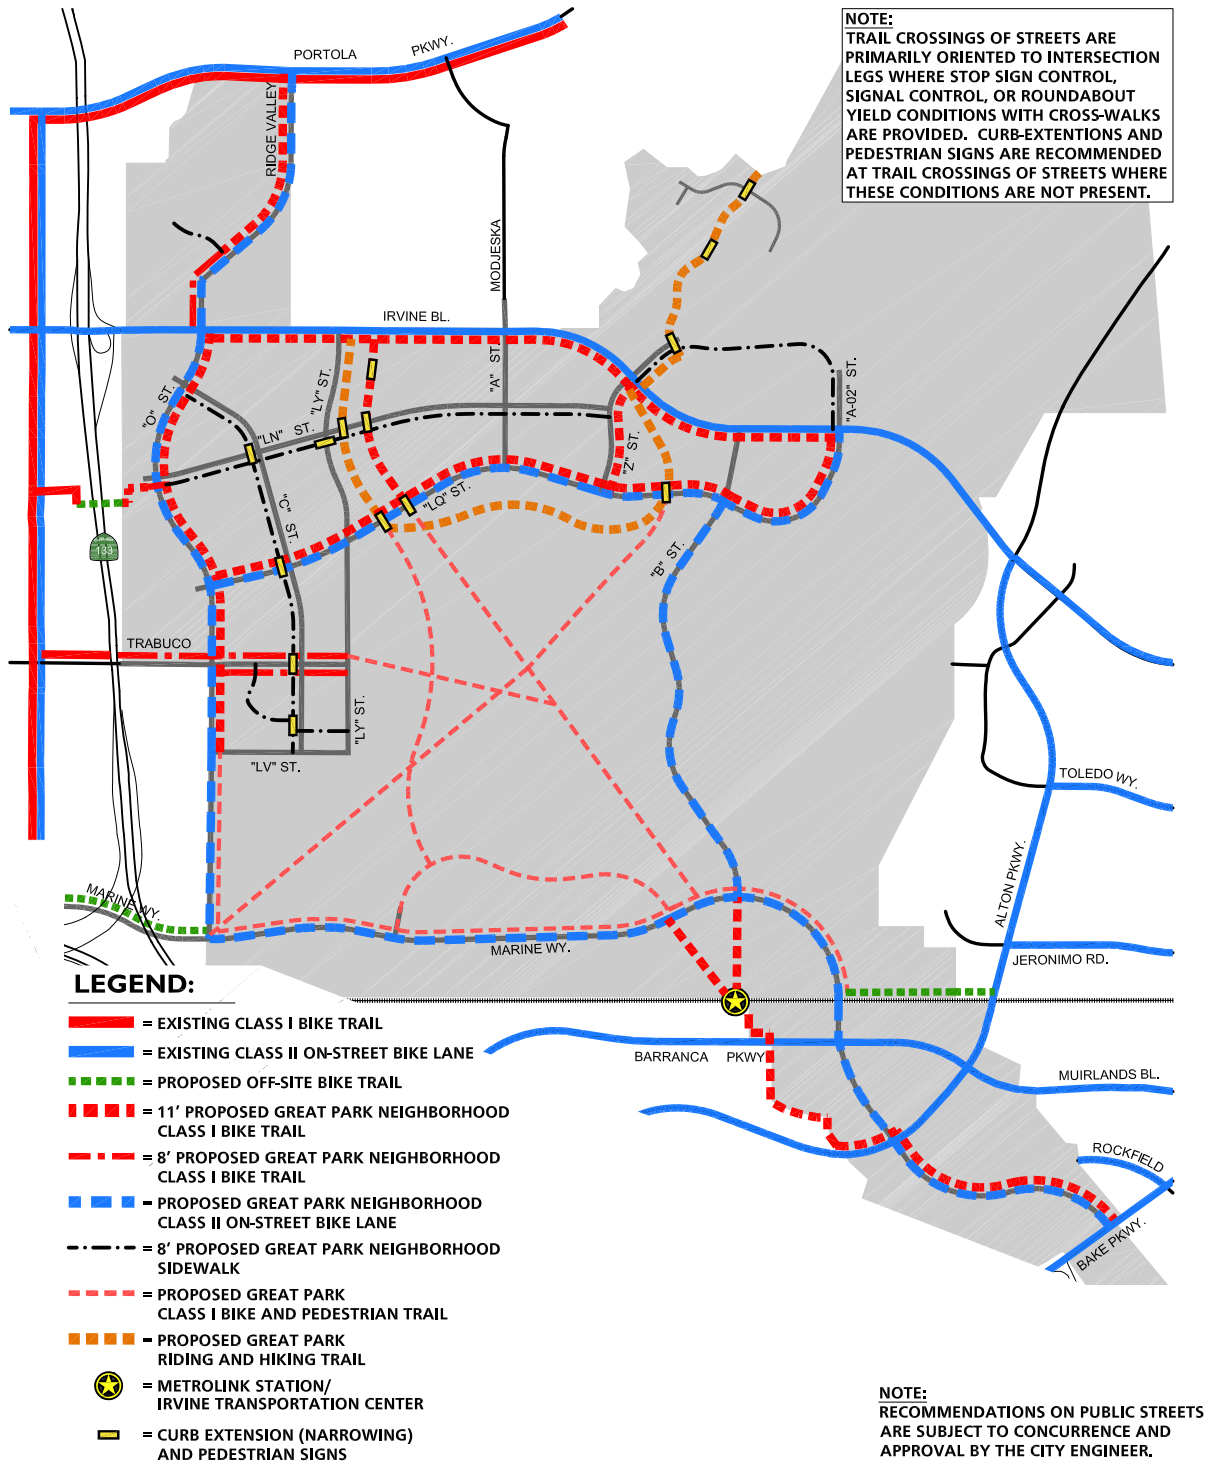 NOTE:
TRAIL CROSSINGS OF STREETS ARE
PRIMARILY ORIENTED TO INTERSECTION
LEGS WHERE STOP SIGN CONTROL,
SIGNAL CONTROL, OR ROUNDABOUT
YIELD CONDITIONS WITH CROSS-WALKS
ARE PROVIDED. CURB-EXTENTIONS AND
PEDESTRIAN SIGNS ARE RECOMMENDED
AT TRAIL CROSSINGS OF STREETS WHERE
THESE CONDITIONS ARE NOT PRESENT.
PORTOLA
PKWY.
RIDGE VALLEY
MODJESKA
IRVINE BL.
"O" ST.
"LN" ST.
"LY" ST.
"A" ST.
"Z" ST.
"A-02" ST.
"C" ST.
"LQ" ST.
"B" ST.
133
TRABUCO
"LY" ST.
"LV" ST.
TOLEDO WY.
ALTON PKWY.
MARINE WY.
MARINE WY.
JERONIMO RD.
BARRANCA PKWY
MUIRLANDS BL.
ROCKFIELD
BAKE PKWY.
LEGEND:
= EXISTING CLASS I BIKE TRAIL
= EXISTING CLASS II ON-STREET BIKE LANE
= PROPOSED OFF-SITE BIKE TRAIL
= 11' PROPOSED GREAT PARK NEIGHBORHOOD
CLASS I BIKE TRAIL
= 8' PROPOSED GREAT PARK NEIGHBORHOOD
CLASS I BIKE TRAIL
= PROPOSED GREAT PARK NEIGHBORHOOD
CLASS II ON-STREET BIKE LANE
= 8' PROPOSED GREAT PARK NEIGHBORHOOD
SIDEWALK
= PROPOSED GREAT PARK
CLASS I BIKE AND PEDESTRIAN TRAIL
= PROPOSED GREAT PARK
RIDING AND HIKING TRAIL
= METROLINK STATION/
IRVINE TRANSPORTATION CENTER
= CURB EXTENSION (NARROWING)
AND PEDESTRIAN SIGNS
NOTE:
RECOMMENDATIONS ON PUBLIC STREETS
ARE SUBJECT TO CONCURRENCE AND
APPROVAL BY THE CITY ENGINEER.